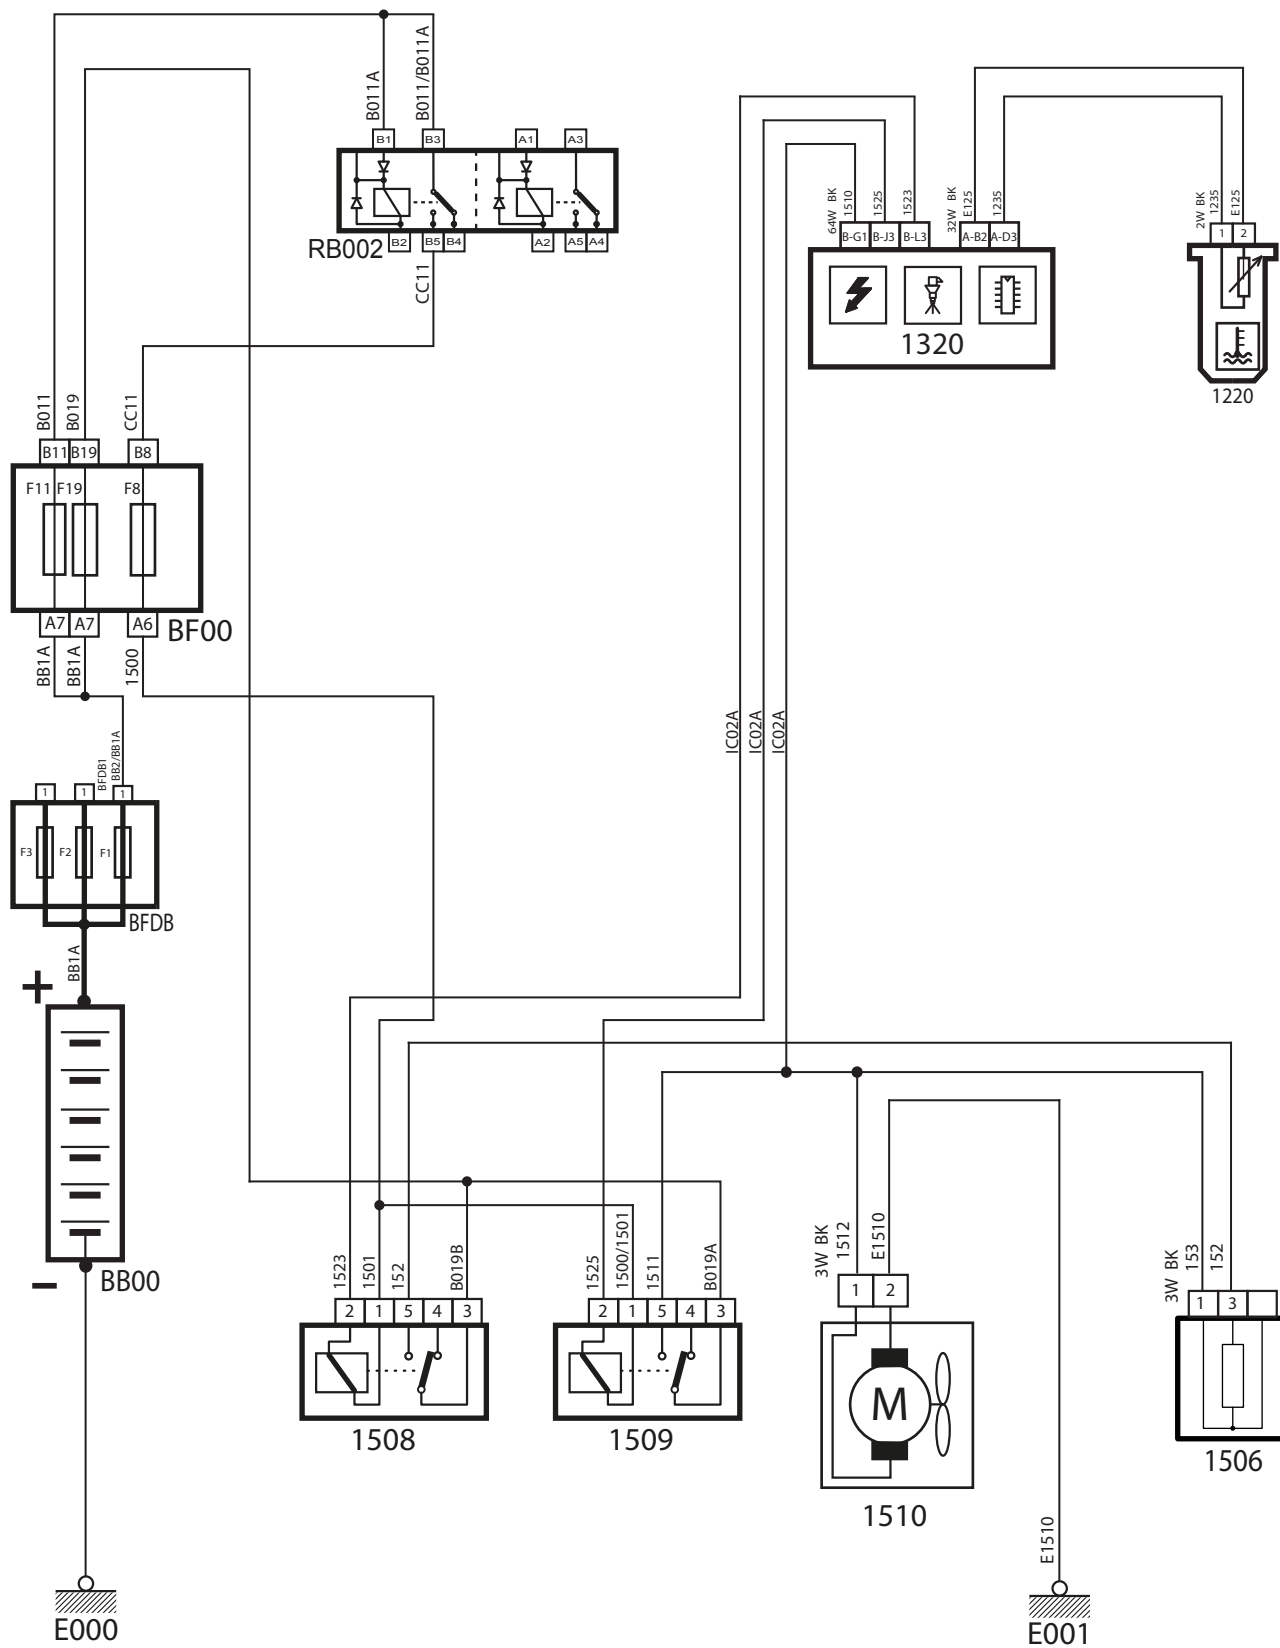 B011A
B011/B011A
B1
B3
A1
A3
B2
B5
B4
A2
A5
A4
RB002
CC11
64W BK
1510
1525
1523
32W BK
E125
1235
B-G1
B-J3
B-L3
A-B2
A-D3
1320
2W BK
1235
E125
1
2
1220
B011
B019
CC11
B11
B19
B8
F11
F19
F8
A7
A7
A6
BF00
BB1A
BB1A
1500
IC02A
IC02A
IC02A
BFDB1
BB2/BB1A
1
1
1
F3
F2
F1
BFDB
BB1A
+
−
BB00
1523
1501
152
B019B
2
1
5
4
3
1508
1525
1500/1501
1511
B019A
2
1
5
4
3
1509
3W BK
1512
E1510
1
2
M
1510
3W BK
153
152
1
3
1506
E1510
E000
E001